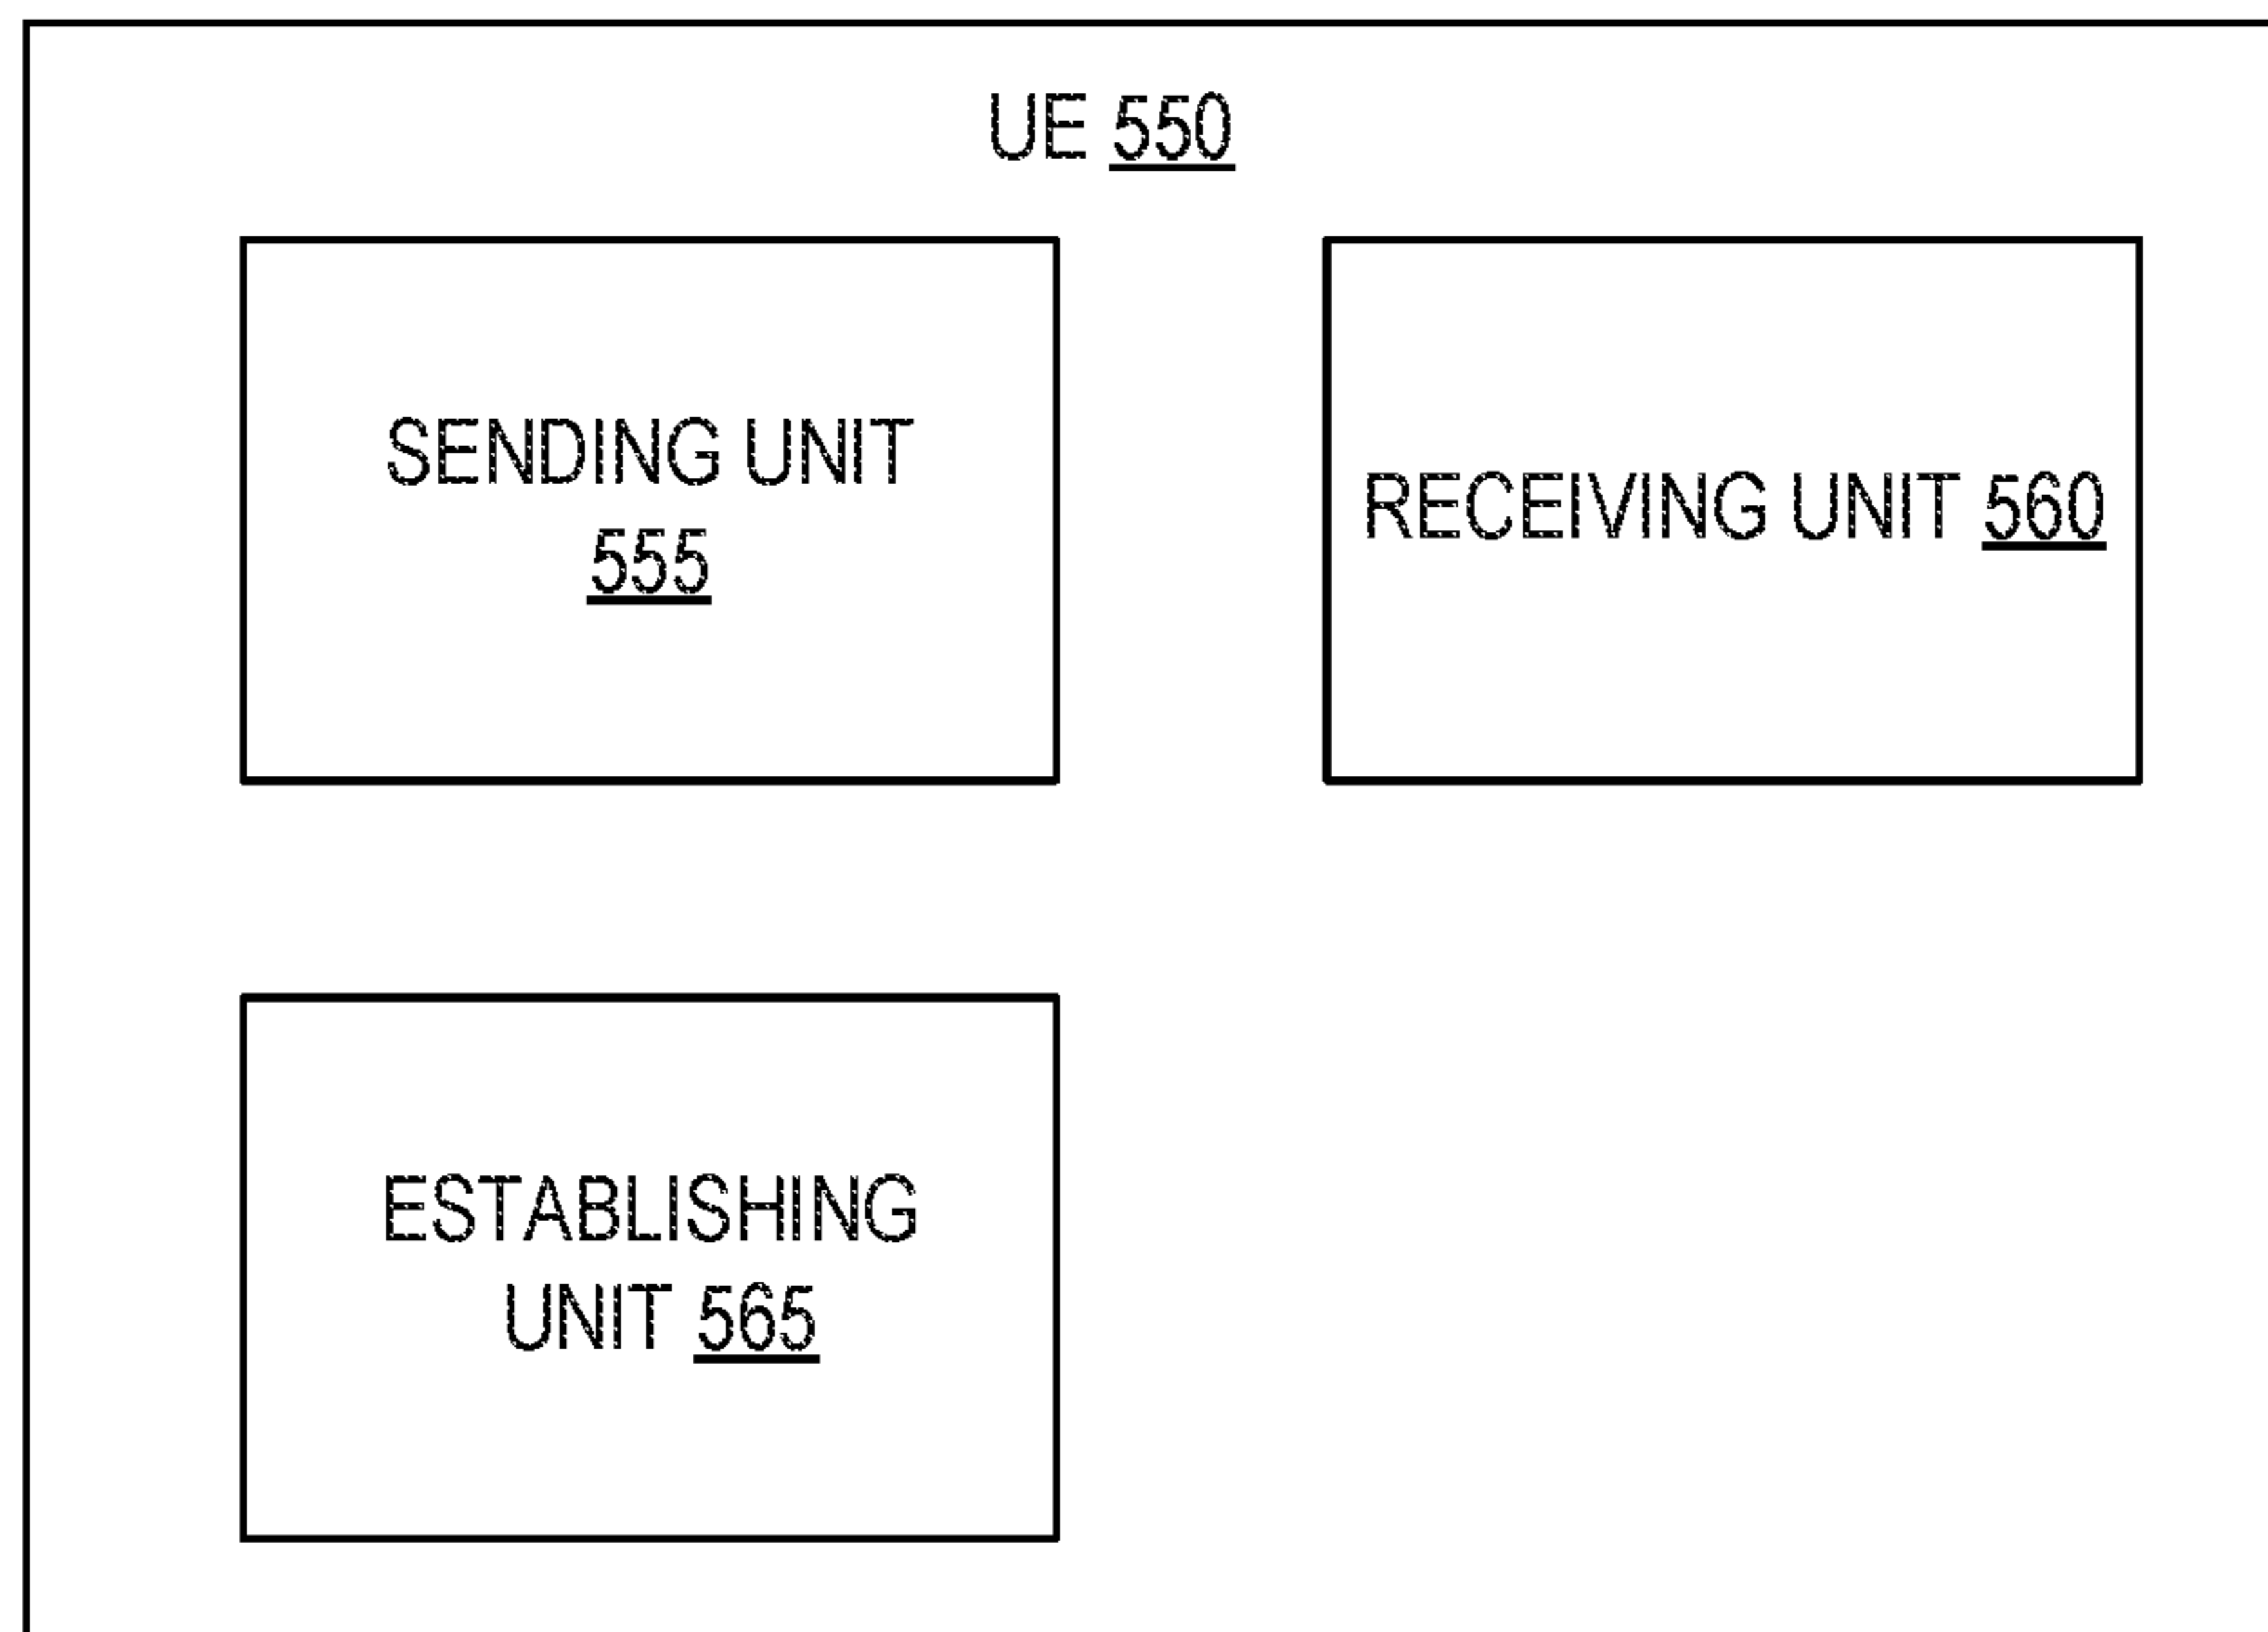 UE 550
SENDING UNIT
555
RECEIVING UNIT 560
ESTABLISHING
UNIT 565